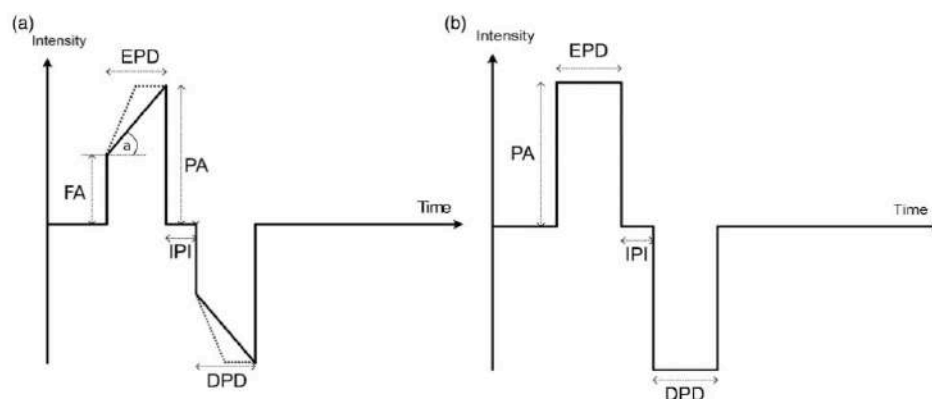 (a)
Intensity
EPD
a
FA
PA
Time
IPI
DPD
(b)
Intensity
EPD
PA
Time
IPI
DPD